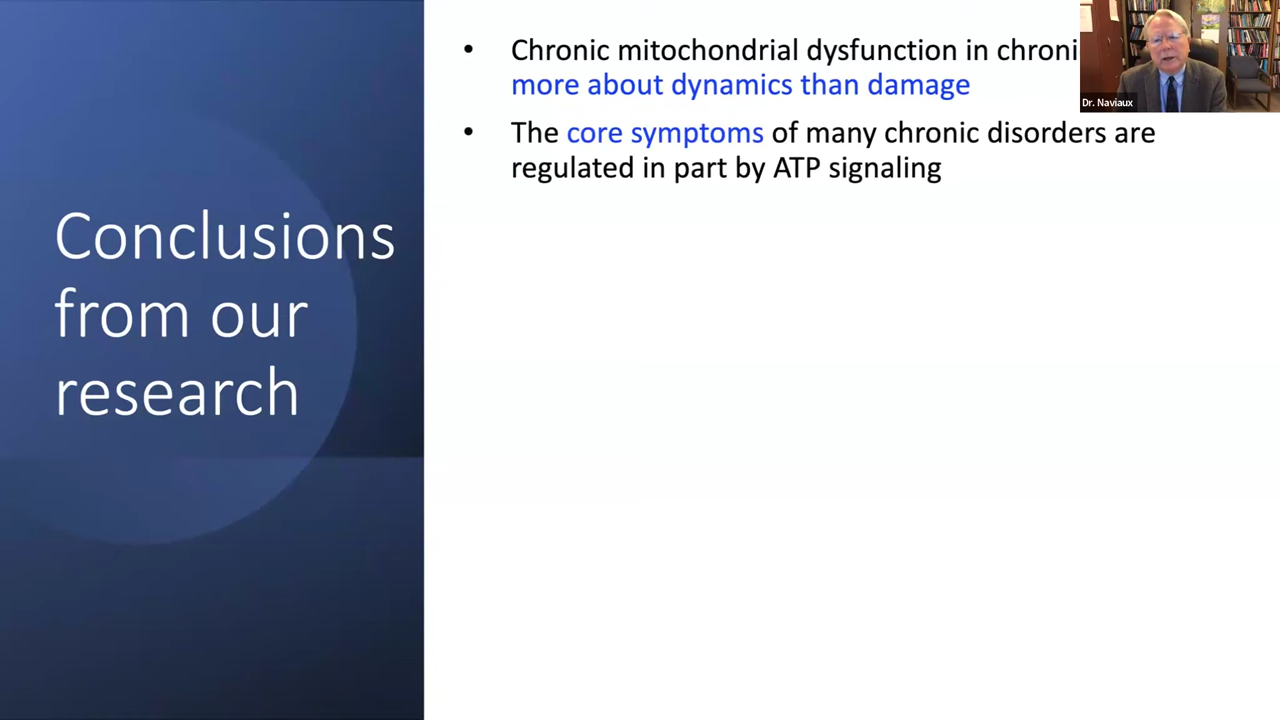 Conclusions
from our
research
• Chronic mitochondrial dysfunction in chroni
more about dynamics than damage
• The core symptoms of many chronic disorders are
regulated in part by ATP signaling
Dr. Naviaux